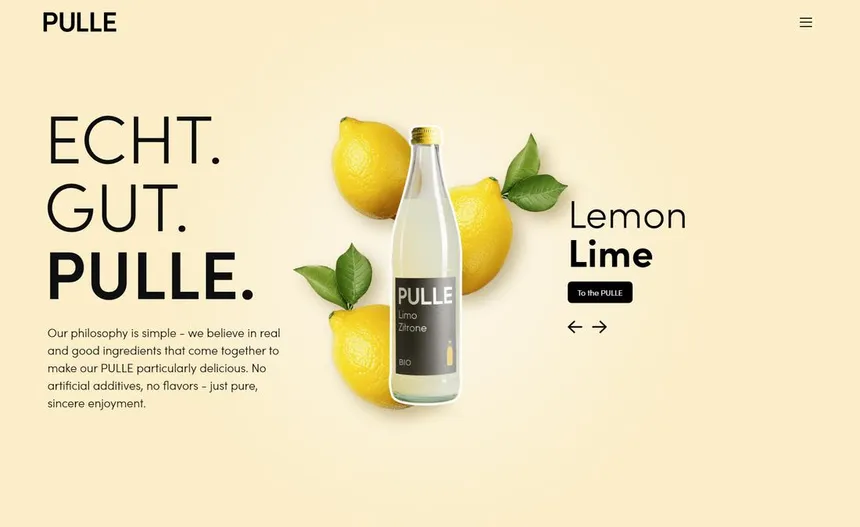 PULLE
ECHT.
GUT.
PULLE.
Our philosophy is simple - we believe in real
and good ingredients that come together to
make our PULLE particularly delicious. No
artificial additives, no flavors - just pure,
sincere enjoyment.
PULLE
Limo
Zitrone
BIO
Lemon
Lime
To the PULLE